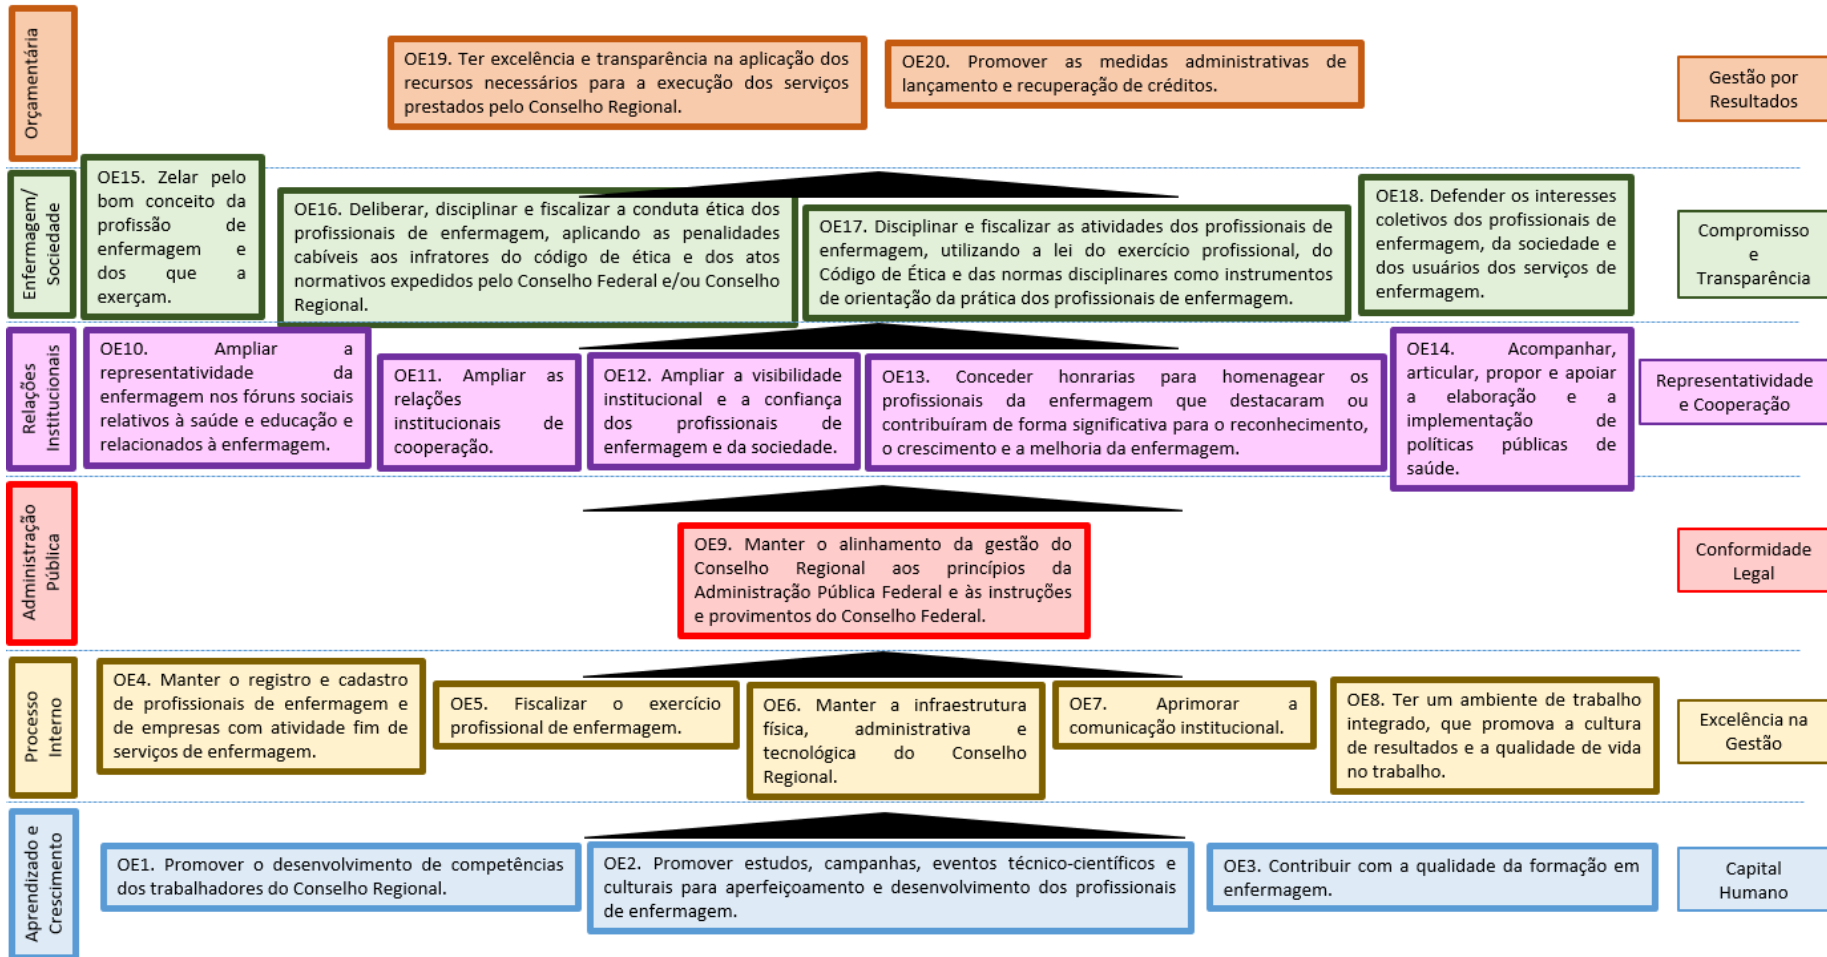 Orçamentária
OE19. Ter excelência e transparência na aplicação dos
recursos necessários para a execução dos serviços
prestados pelo Conselho Regional.
OE20. Promover as medidas administrativas de
lançamento e recuperação de créditos.
Gestão por
Resultados
Enfermagem/
Sociedade
OE15. Zelar pelo
bom conceito da
profissão de
enfermagem e
dos que a
exerçam.
OE16. Deliberar, disciplinar e fiscalizar a conduta ética dos
profissionais de enfermagem, aplicando as penalidades
cabíveis aos infratores do código de ética e dos atos
normativos expedidos pelo Conselho Federal e/ou Conselho
Regional.
OE17. Disciplinar e fiscalizar as atividades dos profissionais de
enfermagem, utilizando a lei do exercício profissional, do
Código de Ética e das normas disciplinares como instrumentos
de orientação da prática dos profissionais de enfermagem.
OE18. Defender os interesses
coletivos dos profissionais de
enfermagem, da sociedade e
dos usuários dos serviços de
enfermagem.
Compromisso
e
Transparência
Relações
Institucionais
OE10. Ampliar a
representatividade da
enfermagem nos fóruns sociais
relativos à saúde e educação e
relacionados à enfermagem.
OE11. Ampliar as
relações
institucionais de
cooperação.
OE12. Ampliar a visibilidade
institucional e a confiança
dos profissionais de
enfermagem e da sociedade.
OE13. Conceder honrarias para homenagear os
profissionais da enfermagem que destacaram ou
contribuíram de forma significativa para o reconhecimento,
o crescimento e a melhoria da enfermagem.
OE14. Acompanhar,
articular, propor e apoiar
a elaboração e a
implementação de
políticas públicas de
saúde.
Representatividade
e Cooperação
Administração
Pública
OE9. Manter o alinhamento da gestão do
Conselho Regional aos princípios da
Administração Pública Federal e às instruções
e provimentos do Conselho Federal.
Conformidade
Legal
Processo
Interno
OE4. Manter o registro e cadastro
de profissionais de enfermagem e
de empresas com atividade fim de
serviços de enfermagem.
OE5. Fiscalizar o exercício
profissional de enfermagem.
OE6. Manter a infraestrutura
física, administrativa e
tecnológica do Conselho
Regional.
OE7. Aprimorar a
comunicação institucional.
OE8. Ter um ambiente de trabalho
integrado, que promova a cultura
de resultados e a qualidade de vida
no trabalho.
Excelência na
Gestão
Aprendizado e
Crescimento
OE1. Promover o desenvolvimento de competências
dos trabalhadores do Conselho Regional.
OE2. Promover estudos, campanhas, eventos técnico-científicos e
culturais para aperfeiçoamento e desenvolvimento dos profissionais
de enfermagem.
OE3. Contribuir com a qualidade da formação em
enfermagem.
Capital
Humano